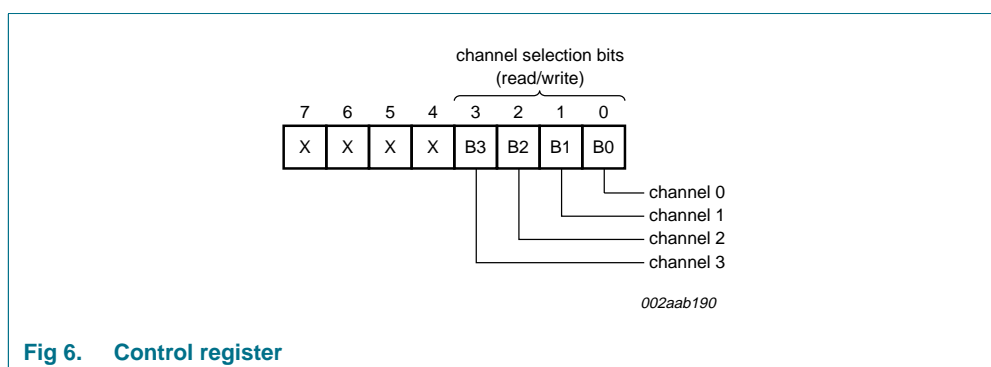 channel selection bits
(read/write)
7 6 5 4 3 2 1 0
X X X X B3 B2 B1 B0
channel 0
channel 1
channel 2
channel 3
002aab190
Fig 6. Control register